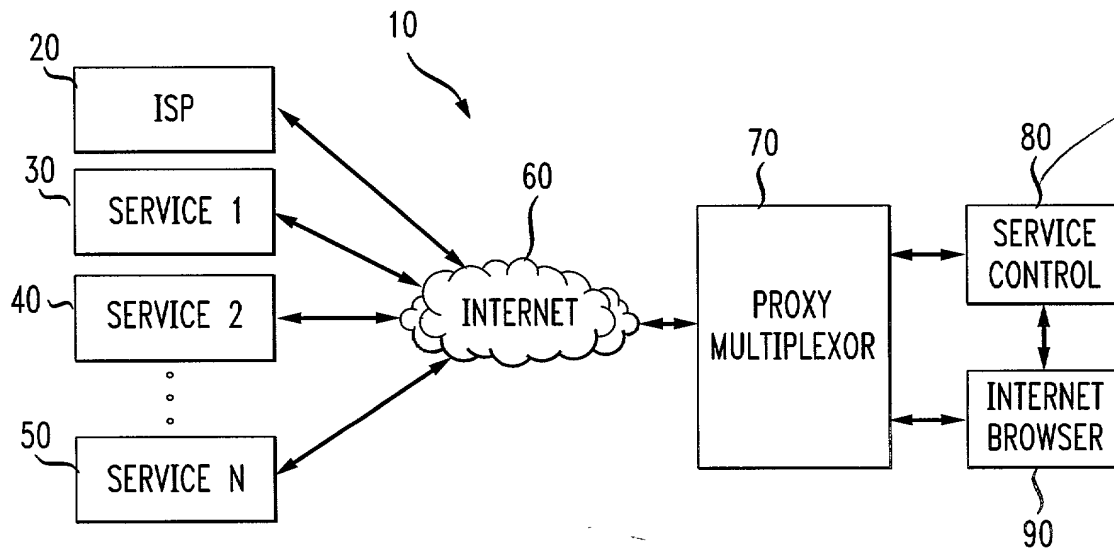 10
20
ISP
30
SERVICE 1
40
SERVICE 2
50
SERVICE N
60
INTERNET
70
PROXY
MULTIPLEXOR
80
SERVICE
CONTROL
INTERNET
BROWSER
90